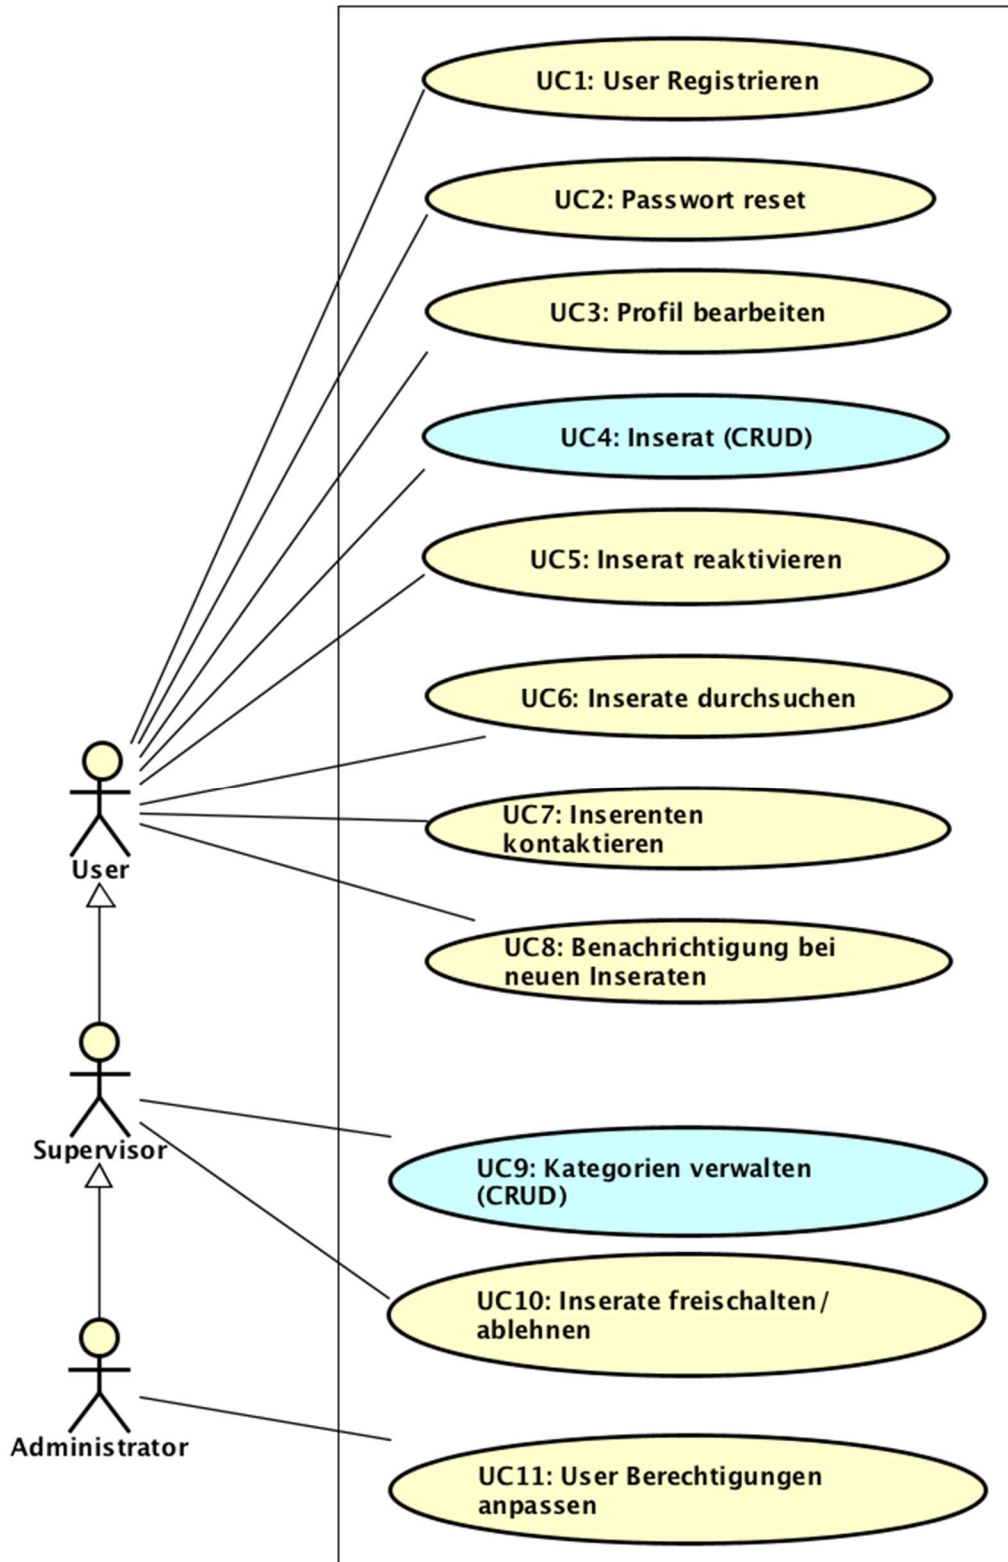 UC1: User Registrieren
UC2: Passwort reset
UC3: Profil bearbeiten
UC4: Inserat (CRUD)
UC5: Inserat reaktivieren
UC6: Inserate durchsuchen
UC7: Inserenten
kontaktieren
User
UC8: Benachrichtigung bei
neuen Inseraten
Supervisor
UC9: Kategorien verwalten
(CRUD)
UC10: Inserate freischalten/
ablehnen
Administrator
UC11: User Berechtigungen
anpassen